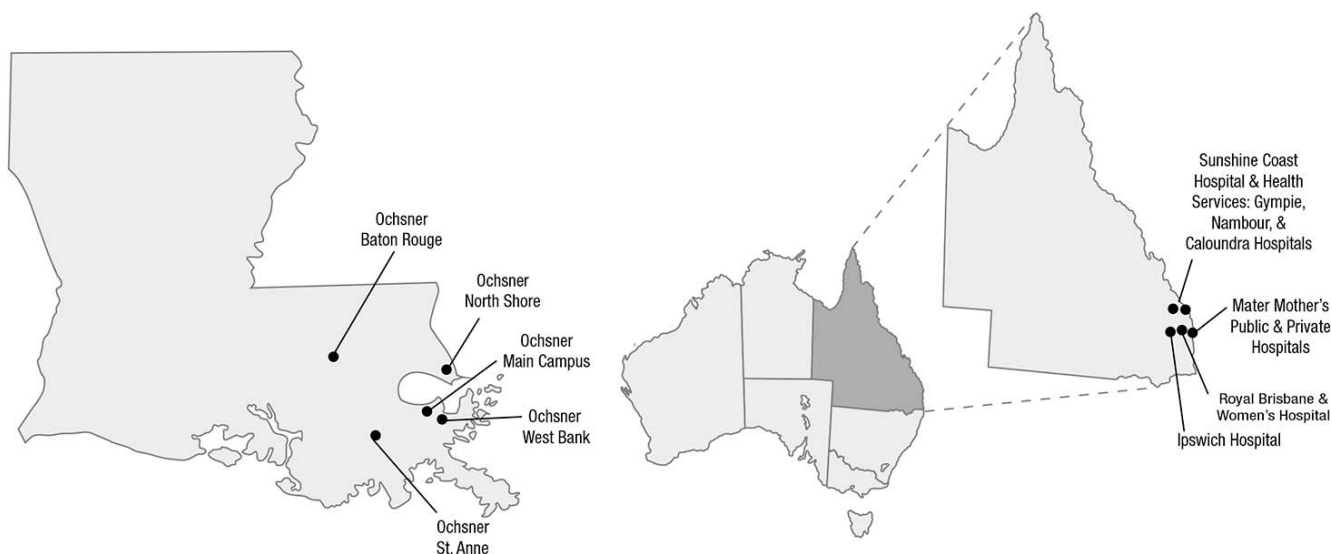 Ochsner
Baton Rouge
Ochsner
North Shore
Ochsner
Main Campus
Ochsner
West Bank
Ochsner
St. Anne
Sunshine Coast
Hospital & Health
Services: Gympie,
Nambour, &
Caloundra Hospitals
Mater Mother's
Public & Private
Hospitals
Royal Brisbane &
Women's Hospital
Ipswich Hospital